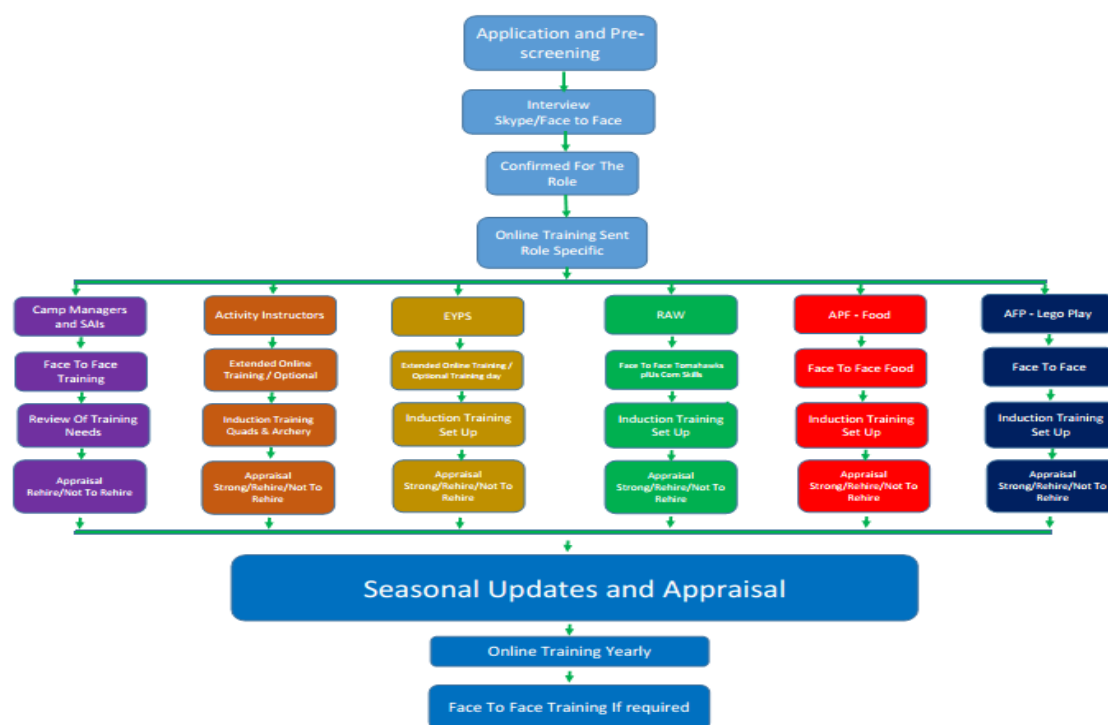 Application and Pre-
screening
Interview
Skype/Face to Face
Confirmed For The
Role
Online Training Sent
Role Specific
Camp Managers
and SAIs
Activity Instructors
EYPS
RAW
APF - Food
AFP - Lego Play
Face To Face
Training
Extended Online
Training / Optional
Extended Online Training /
Optional Training day
Face To Face Tomahawks
plUs Corn Skills
Face To Face Food
Face To Face
Review Of Training
Needs
Induction Training
Quads & Archery
Induction Training
Set Up
Induction Training
Set Up
Induction Training
Set Up
Induction Training
Set Up
Appraisal
Rehire/Not To Rehire
Appraisal
Strong/Rehire/Not To
Rehire
Appraisal
Strong/Rehire/Not To
Rehire
Appraisal
Strong/Rehire/Not To
Rehire
Appraisal
Strong/Rehire/Not To
Rehire
Appraisal
Strong/Rehire/Not To
Rehire
Seasonal Updates and Appraisal
Online Training Yearly
Face To Face Training If required